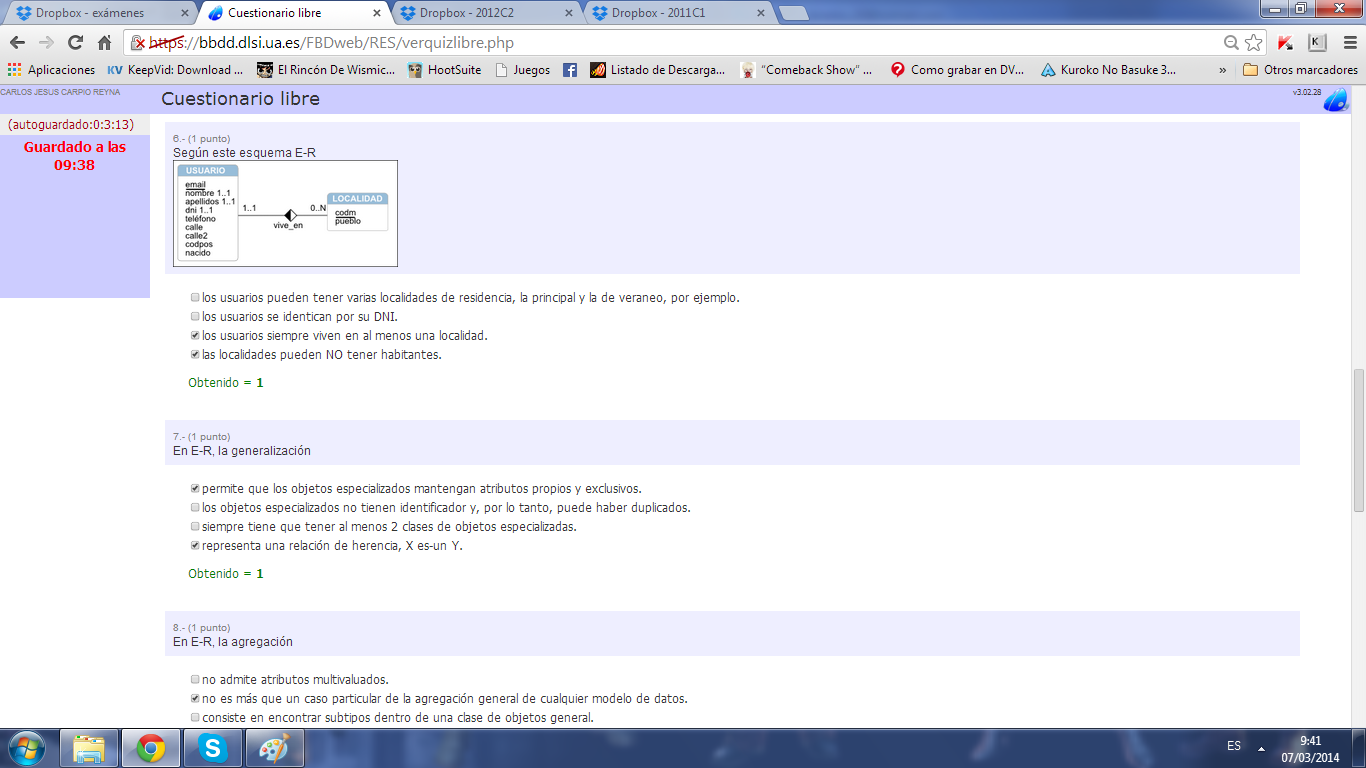 Dropbox - exámenes
Cuestionario libre
Dropbox - 2012C2
Dropbox - 2011C1
https://bbdd.dlsi.ua.es/FBDweb/RES/verquizlibre.php
Aplicaciones
KV KeepVid: Download ...
El Rincón De Wismic...
HootSuite
Juegos
Listado de Descarga...
"Comeback Show" ...
Como grabar en DV...
Kuroko No Basuke 3...
»
Otros marcadores
CARLOS JESUS CARPIO REYNA
Cuestionario libre
v3.02.28
(autoguardado:0:3:13)
Guardado a las
09:38
6.- (1 punto)
Según este esquema E-R
USUARIO
email
nombre 1..1
apellidos 1..1
dni 1..1
teléfono
calle
calle2
codpos
nacido
1..1
vive_en
0..N
LOCALIDAD
codm
pueblo
los usuarios pueden tener varias localidades de residencia, la principal y la de veraneo, por ejemplo.
los usuarios se identican por su DNI.
los usuarios siempre viven en al menos una localidad.
las localidades pueden NO tener habitantes.
Obtenido = 1
7.- (1 punto)
En E-R, la generalización
permite que los objetos especializados mantengan atributos propios y exclusivos.
los objetos especializados no tienen identificador y, por lo tanto, puede haber duplicados.
siempre tiene que tener al menos 2 clases de objetos especializadas.
representa una relación de herencia, X es-un Y.
Obtenido = 1
8.- (1 punto)
En E-R, la agregación
no admite atributos multivaluados.
no es más que un caso particular de la agregación general de cualquier modelo de datos.
consiste en encontrar subtipos dentro de una clase de objetos general.
ES
9:41
07/03/2014